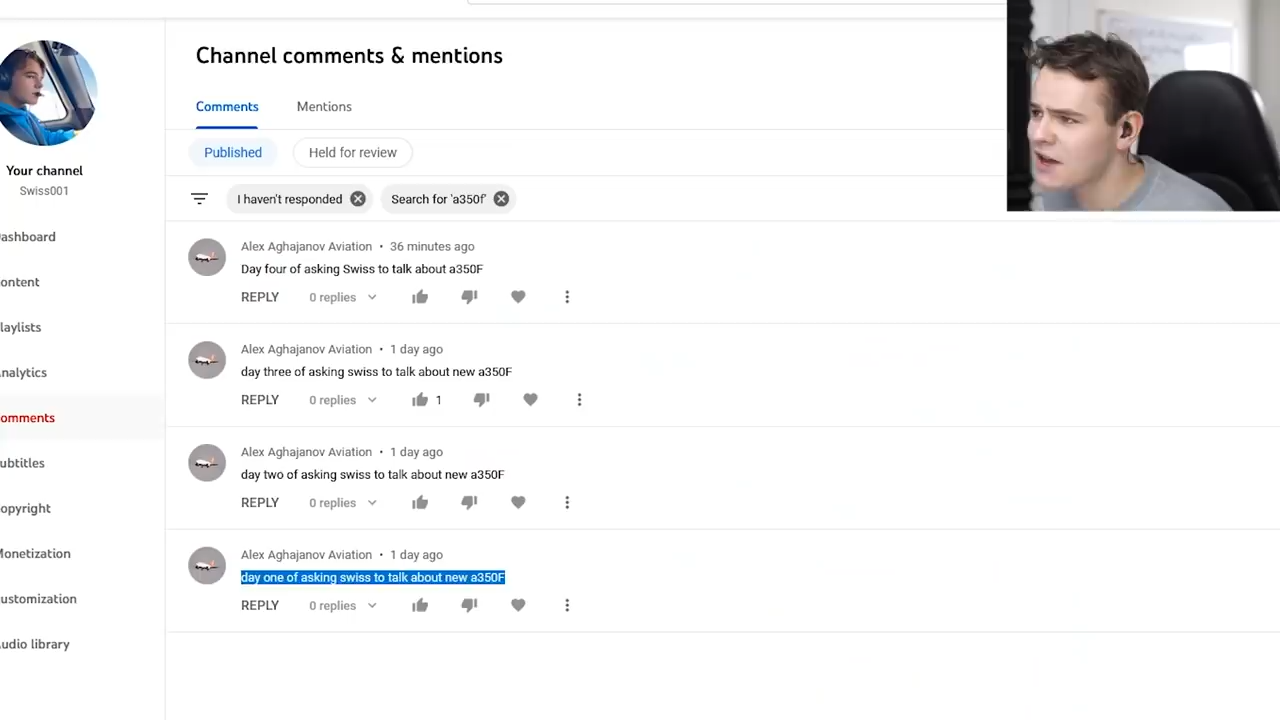 Channel comments & mentions
Comments Mentions
Published Held for review
I haven't responded Search for 'a350f'
Your channel
Swiss001
ashboard
ontent
laylists
nalytics
omments
ubtitles
opyright
onetization
ustomization
udio library
Alex Aghajanov Aviation • 36 minutes ago
Day four of asking Swiss to talk about a350F
REPLY 0 replies
Alex Aghajanov Aviation • 1 day ago
day three of asking swiss to talk about new a350F
REPLY 0 replies 1
Alex Aghajanov Aviation • 1 day ago
day two of asking swiss to talk about new a350F
REPLY 0 replies
Alex Aghajanov Aviation • 1 day ago
day one of asking swiss to talk about new a350F
REPLY 0 replies